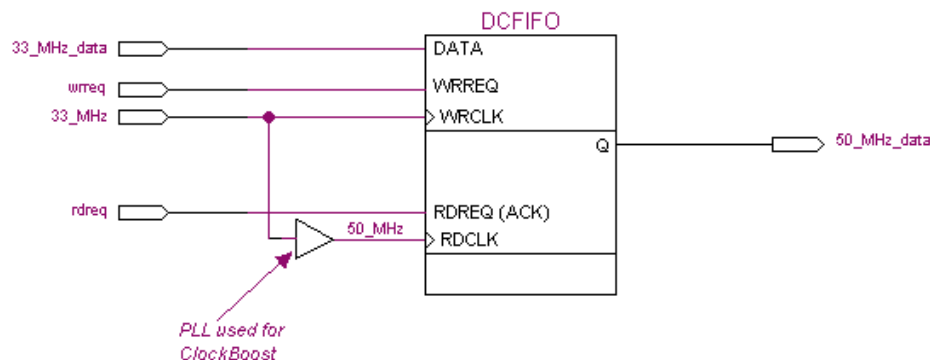 DCFIFO
33_MHz_data
DATA
wrreq
WRREQ
33_MHz
WRCLK
Q
50_MHz_data
rdreq
RDREQ (ACK)
50_MHz
RDCLK
PLL used for
ClockBoost